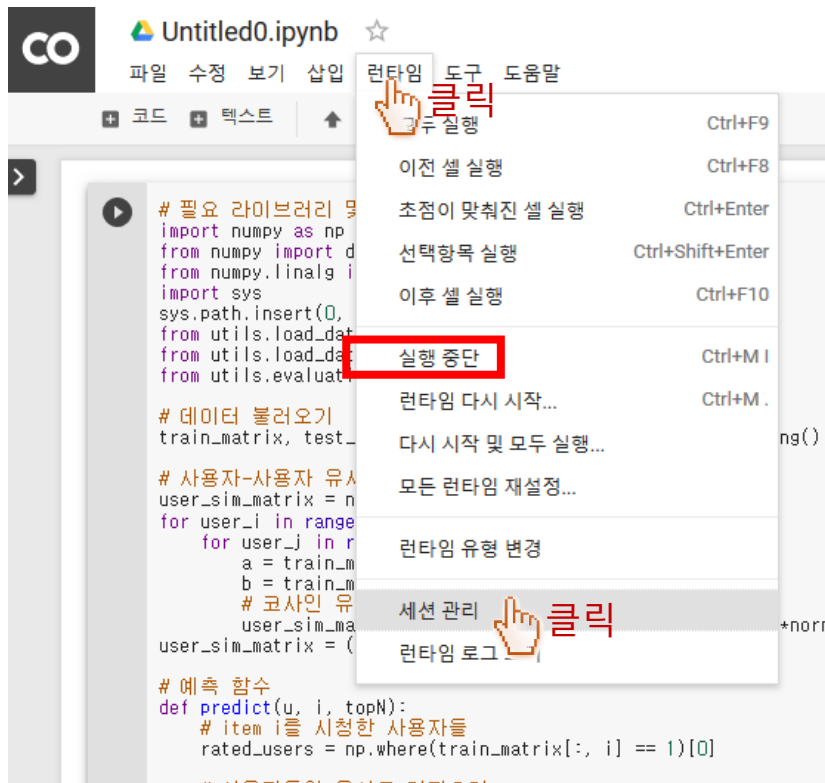 CO
Untitled0.ipynb
파일 수정 보기 삽입 런타임 도구 도움말
클릭
코드 텍스트
실행 Ctrl+F9
이전 셀 실행 Ctrl+F8
초점이 맞춰진 셀 실행 Ctrl+Enter
선택항목 실행 Ctrl+Shift+Enter
이후 셀 실행 Ctrl+F10
실행 중단 Ctrl+M I
런타임 다시 시작... Ctrl+M .
다시 시작 및 모두 실행...
모든 런타임 재설정...
런타임 유형 변경
세션 관리
클릭
런타임 로그
# 필요 라이브러리 및
import numpy as np
from numpy import d
from numpy.linalg i
import sys
sys.path.insert(0,
from utils.load_dat
from utils.load_dat
from utils.evaluati
# 데이터 불러오기
train_matrix, test_ ng()
# 사용자-사용자 유사
user_sim_matrix = n
for user_i in range
for user_j in r
a = train_m
b = train_m
# 코사인 유
user_sim_ma *norm
user_sim_matrix = (
# 예측 함수
def predict(u, i, topN):
# item i를 시청한 사용자들
rated_users = np.where(train_matrix[:, i] == 1)[0]